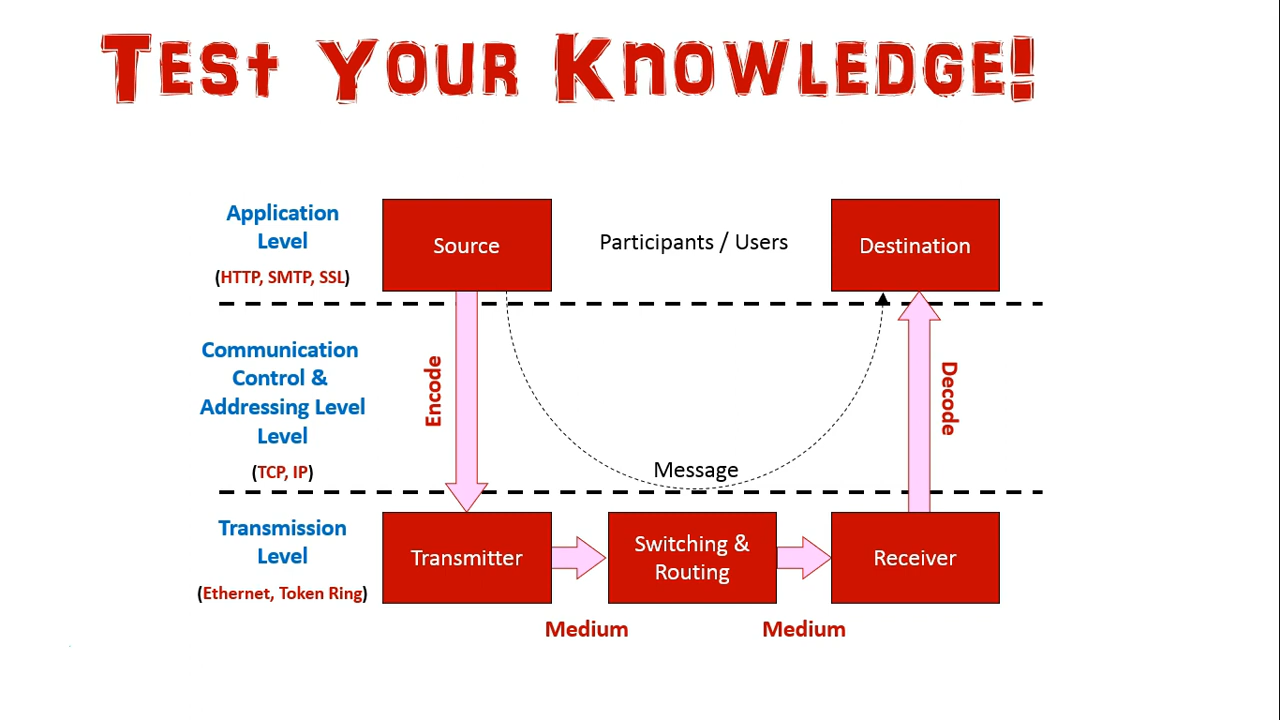 Test Your Knowledge!
Application
Level
(HTTP, SMTP, SSL)
Source
Participants / Users
Destination
Communication
Control &
Addressing Level
Level
(TCP, IP)
Encode
Decode
Message
Transmission
Level
(Ethernet, Token Ring)
Transmitter
Switching &
Routing
Receiver
Medium
Medium